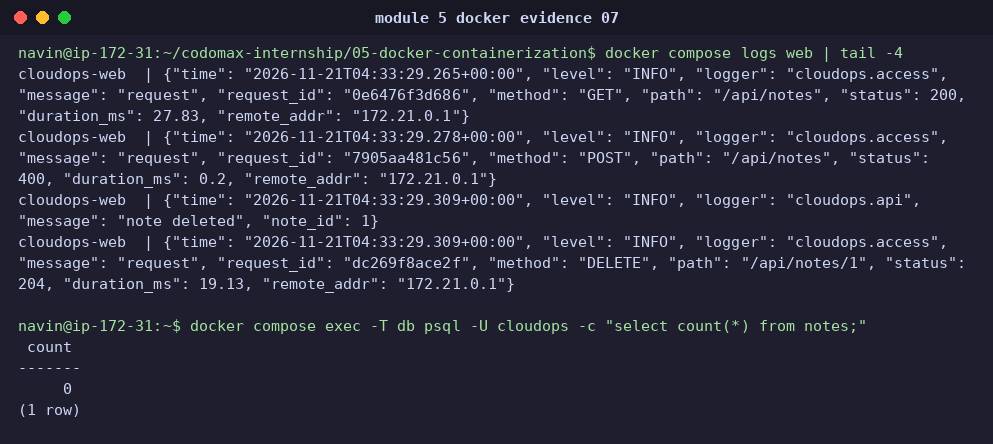 module 5 docker evidence 07
navin@ip-172-31:~/codomax-internship/05-docker-containerization$ docker compose logs web | tail -4
cloudops-web  | {"time": "2026-11-21T04:33:29.265+00:00", "level": "INFO", "logger": "cloudops.access",
"message": "request", "request_id": "0e6476f3d686", "method": "GET", "path": "/api/notes", "status": 200,
"duration_ms": 27.83, "remote_addr": "172.21.0.1"}
cloudops-web  | {"time": "2026-11-21T04:33:29.278+00:00", "level": "INFO", "logger": "cloudops.access",
"message": "request", "request_id": "7905aa481c56", "method": "POST", "path": "/api/notes", "status":
400, "duration_ms": 0.2, "remote_addr": "172.21.0.1"}
cloudops-web  | {"time": "2026-11-21T04:33:29.309+00:00", "level": "INFO", "logger": "cloudops.api",
"message": "note deleted", "note_id": 1}
cloudops-web  | {"time": "2026-11-21T04:33:29.309+00:00", "level": "INFO", "logger": "cloudops.access",
"message": "request", "request_id": "dc269f8ace2f", "method": "DELETE", "path": "/api/notes/1", "status":
204, "duration_ms": 19.13, "remote_addr": "172.21.0.1"}
navin@ip-172-31:~$ docker compose exec -T db psql -U cloudops -c "select count(*) from notes;"
 count
-------
     0
(1 row)